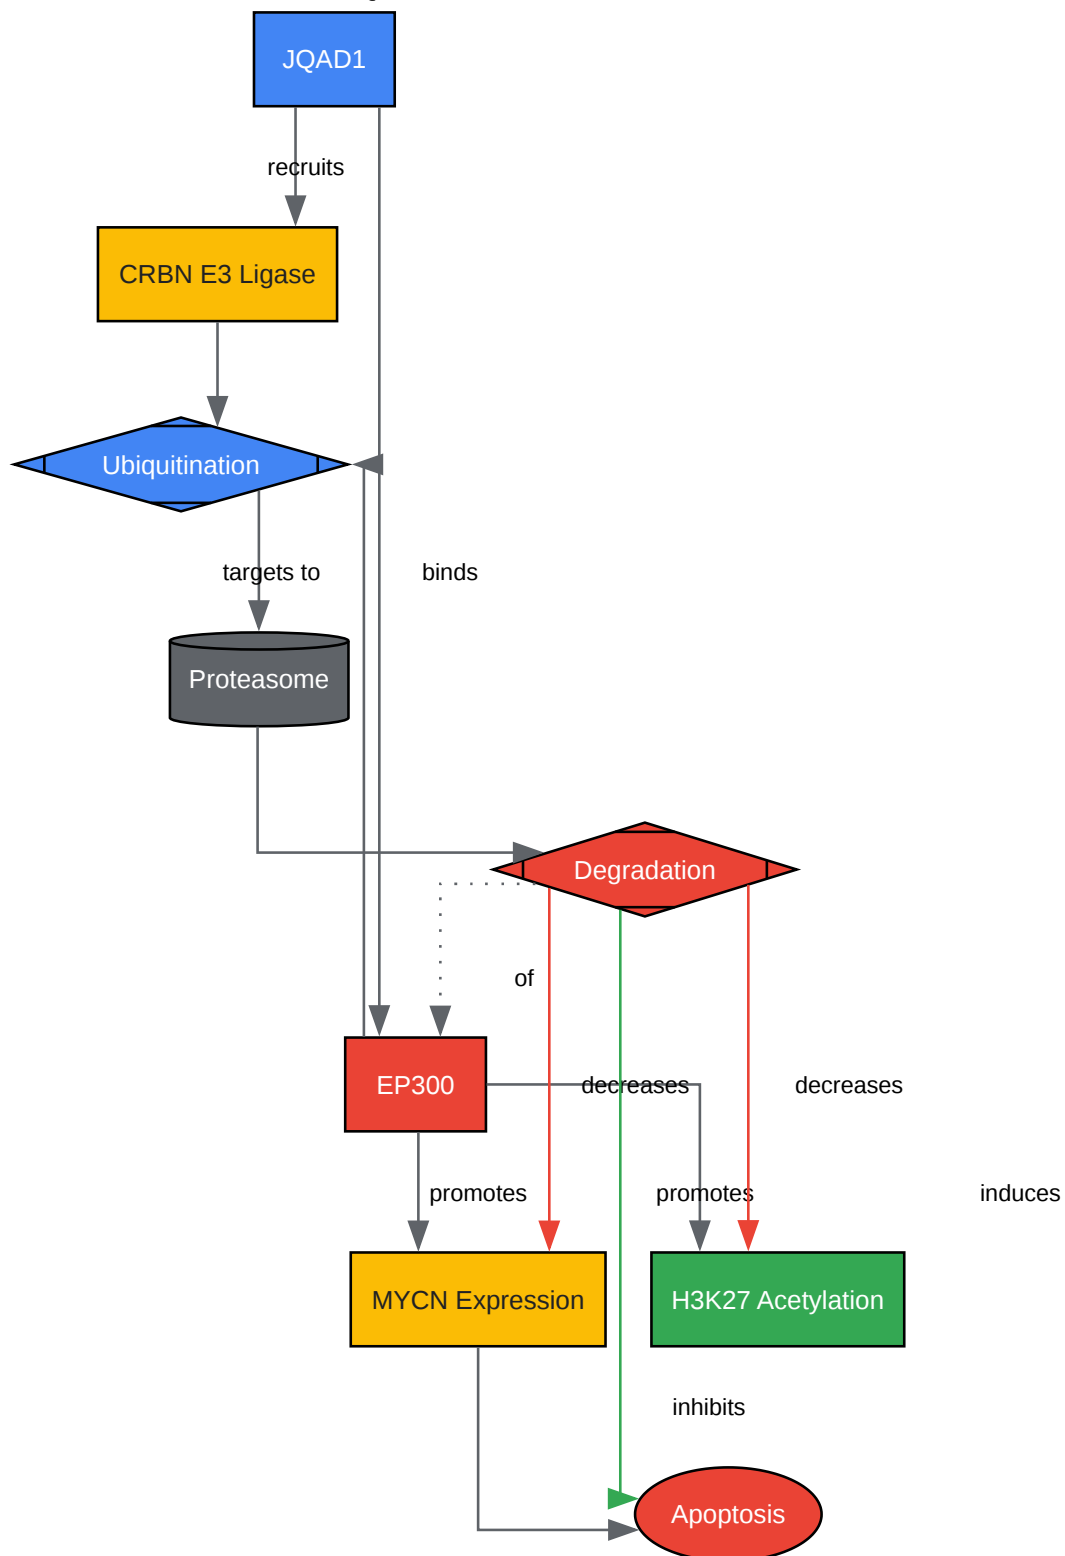 JQAD1
recruits
CRBN E3 Ligase
Ubiquitination
targets to
binds
Proteasome
Degradation
of
EP300
decreases
decreases
promotes
promotes
induces
MYCN Expression
H3K27 Acetylation
inhibits
Apoptosis